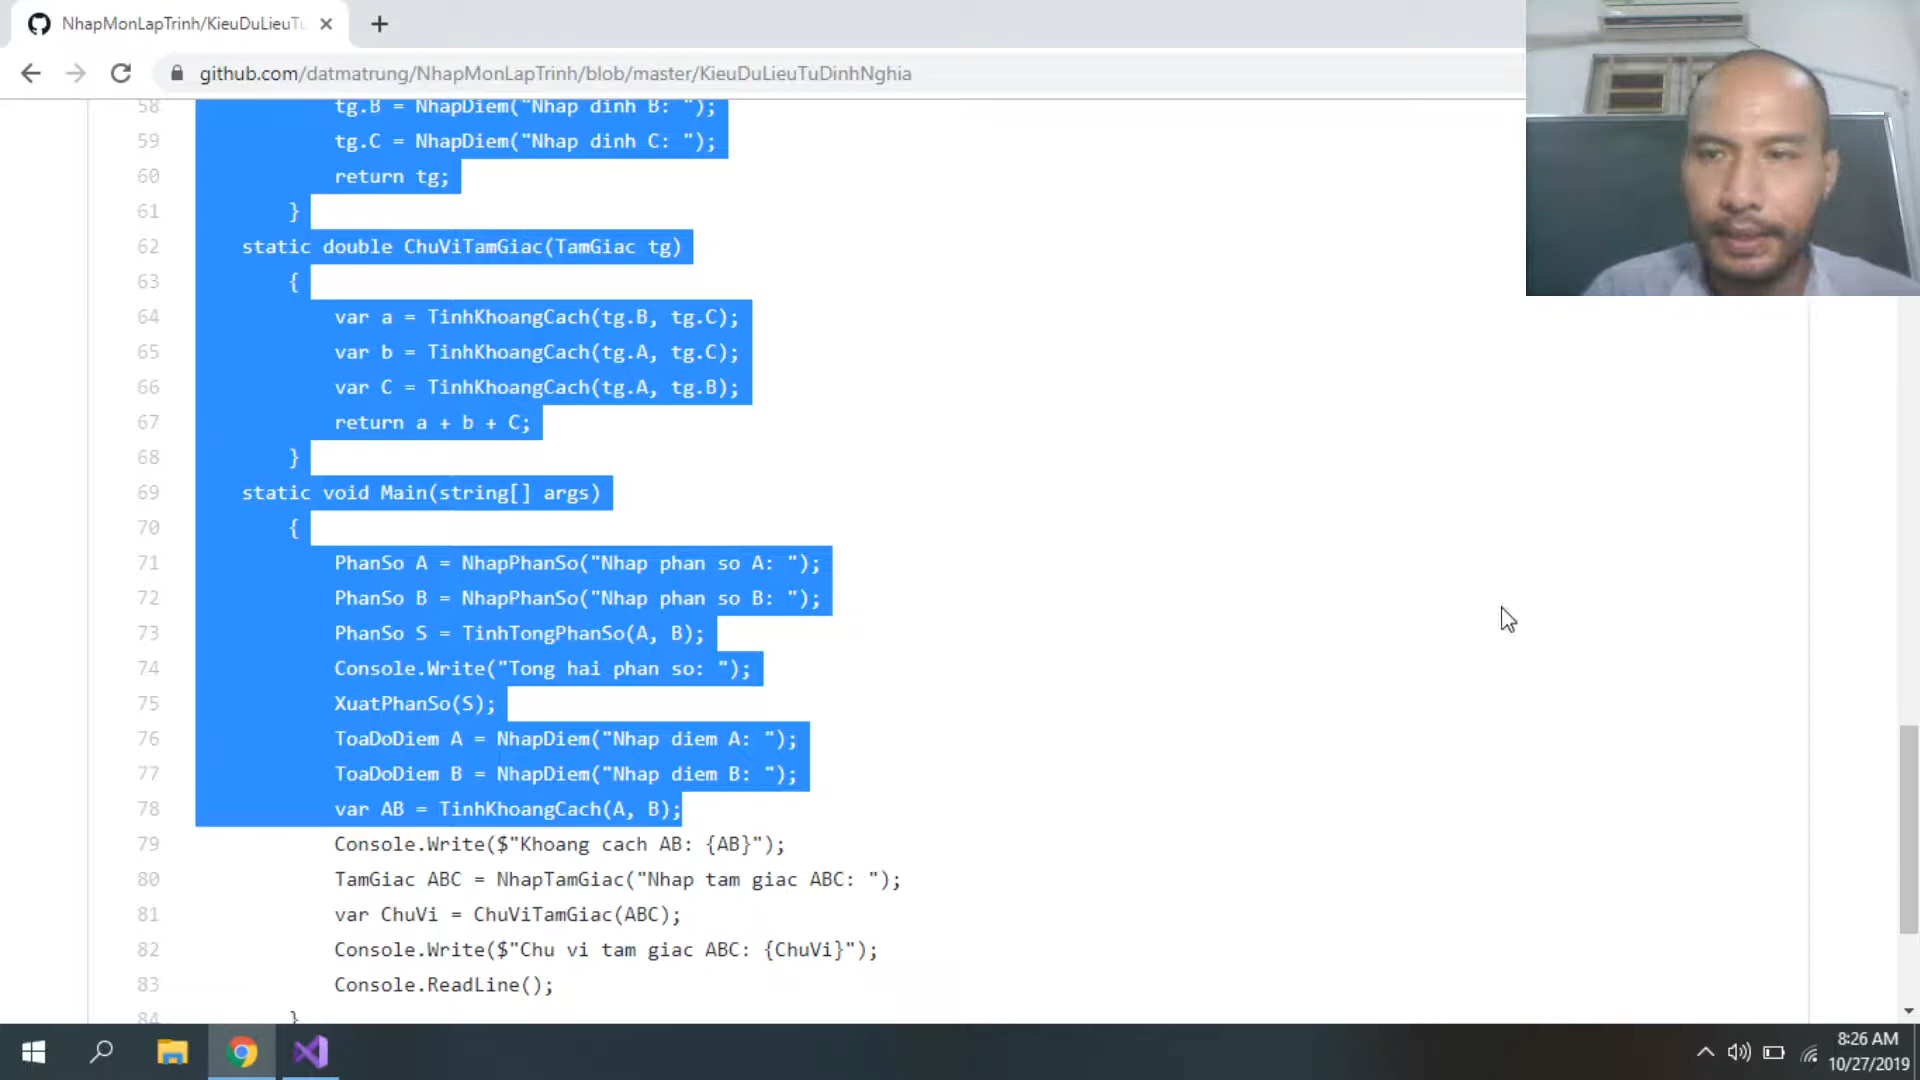 NhapMonLapTrinh/KieuDuLieuTu
github.com/datmatrung/NhapMonLapTrinh/blob/master/KieuDuLieuTuDinhNghia
58 tg.B = NhapDiem("Nhap dinh B: ");
59 tg.C = NhapDiem("Nhap dinh C: ");
60 return tg;
61 }
62 static double ChuViTamGiac(TamGiac tg)
63 {
64 var a = TinhKhoangCach(tg.B, tg.C);
65 var b = TinhKhoangCach(tg.A, tg.C);
66 var C = TinhKhoangCach(tg.A, tg.B);
67 return a + b + C;
68 }
69 static void Main(string[] args)
70 {
71 PhanSo A = NhapPhanSo("Nhap phan so A: ");
72 PhanSo B = NhapPhanSo("Nhap phan so B: ");
73 PhanSo S = TinhTongPhanSo(A, B);
74 Console.Write("Tong hai phan so: ");
75 XuatPhanSo(S);
76 ToaDoDiem A = NhapDiem("Nhap diem A: ");
77 ToaDoDiem B = NhapDiem("Nhap diem B: ");
78 var AB = TinhKhoangCach(A, B);
79 Console.Write($"Khoang cach AB: {AB}");
80 TamGiac ABC = NhapTamGiac("Nhap tam giac ABC: ");
81 var ChuVi = ChuViTamGiac(ABC);
82 Console.Write($"Chu vi tam giac ABC: {ChuVi}");
83 Console.ReadLine();
84 }
8:26 AM
10/27/2019